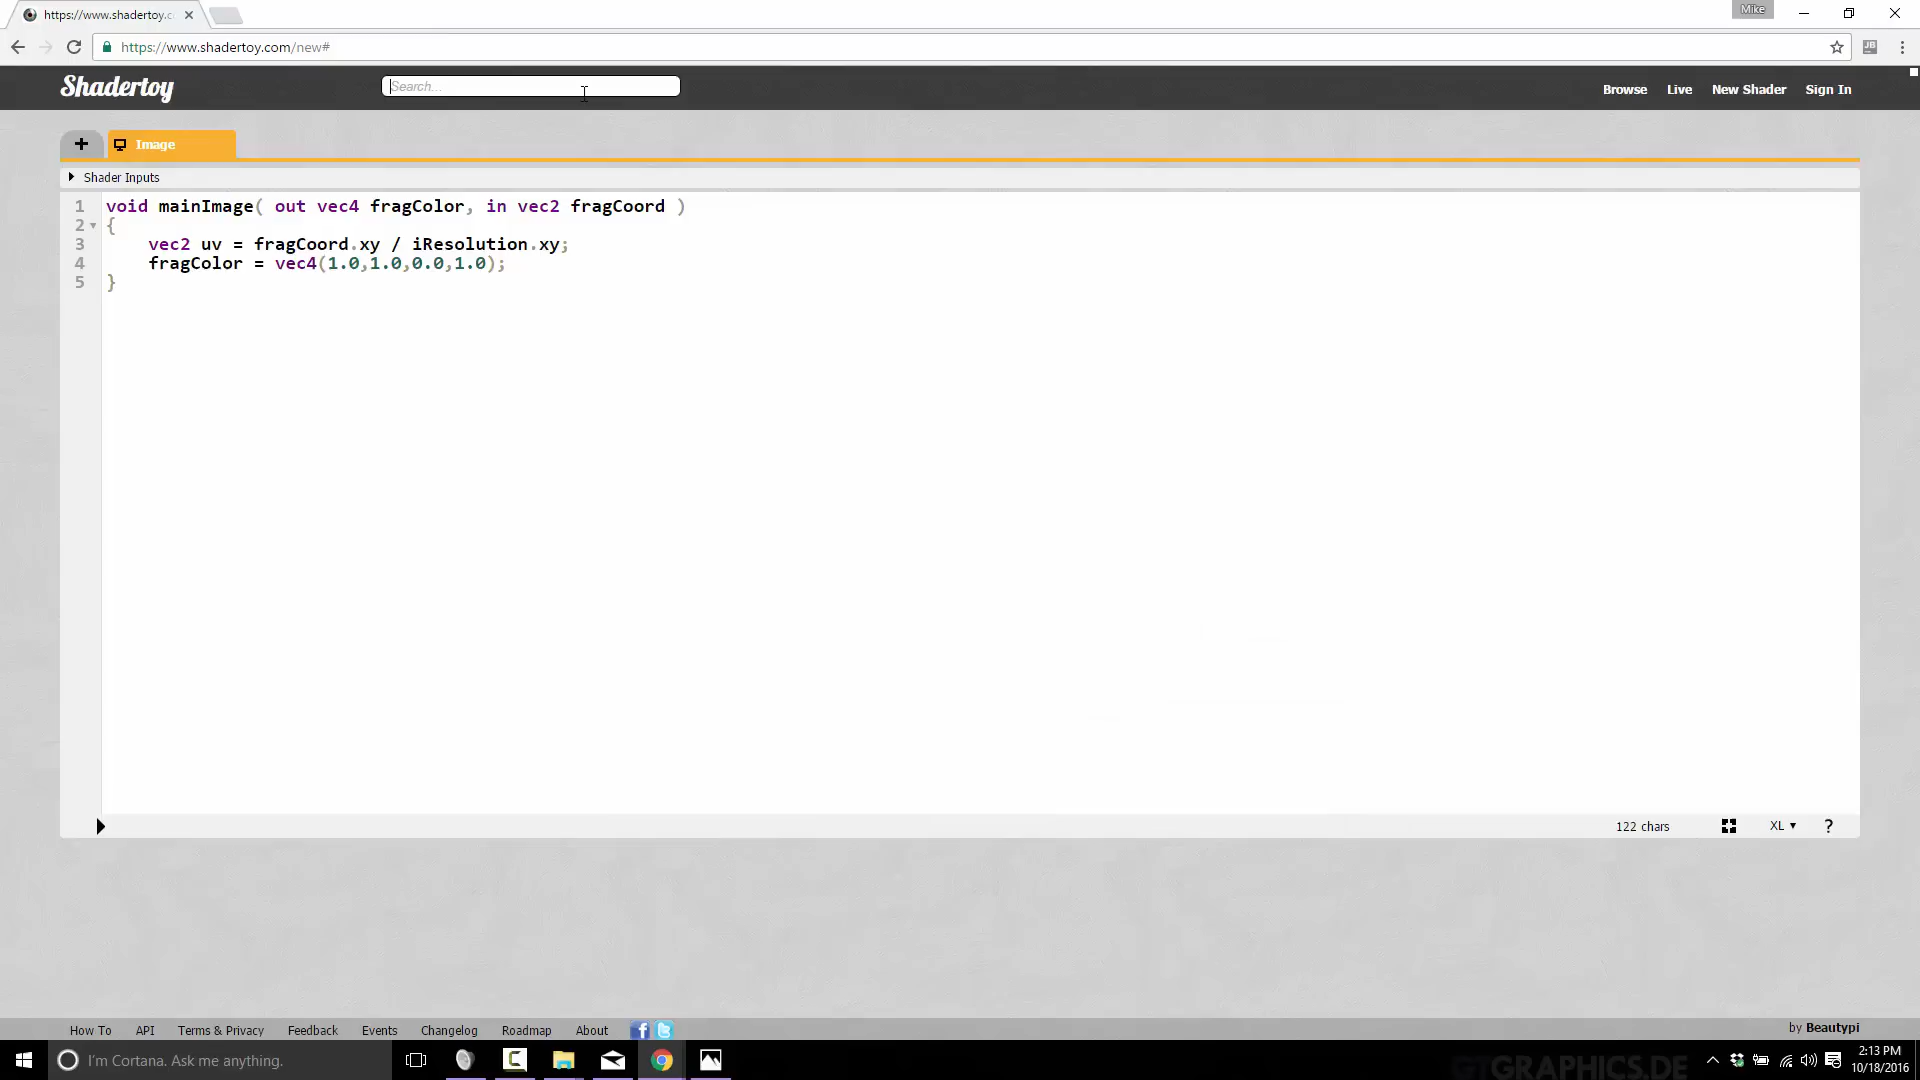 https://www.shadertoy.c
Mike
https://www.shadertoy.com/new#
JB
Shadertoy
Search...
Browse
Live
New Shader
Sign In
+
Image
Shader Inputs
1 void mainImage( out vec4 fragColor, in vec2 fragCoord )
2 {
3 vec2 uv = fragCoord.xy / iResolution.xy;
4 fragColor = vec4(1.0,1.0,0.0,1.0);
5 }
122 chars
XL
?
How To
API
Terms & Privacy
Feedback
Events
Changelog
Roadmap
About
by Beautypi
I'm Cortana. Ask me anything.
GTGRAPHICS.DE
2:13 PM
10/18/2016